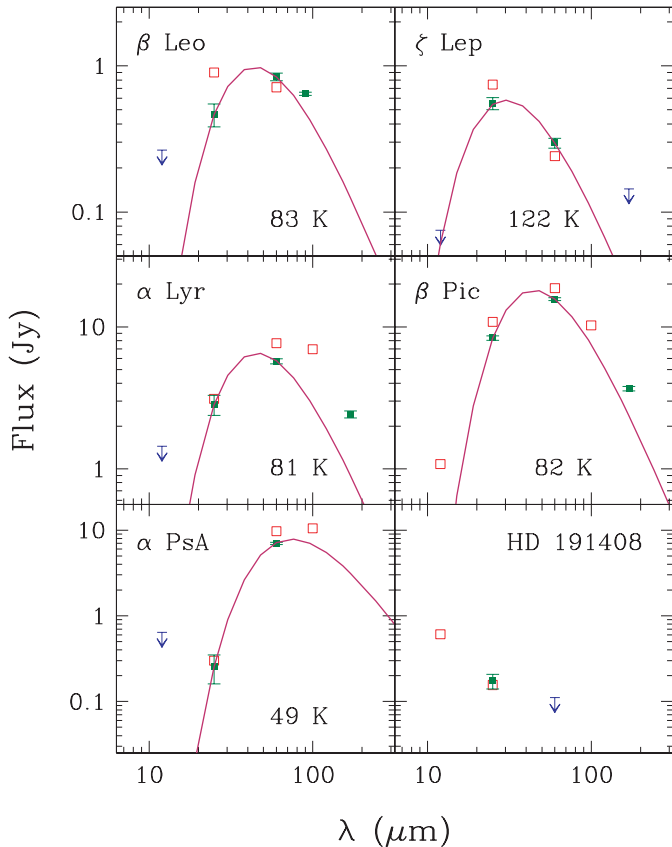 β Leo
ζ Lep
1
0.1
83 K
122 K
α Lyr
β Pic
10
1
81 K
82 K
α PsA
HD 191408
10
1
0.1
49 K
10
100
10
100
Flux (Jy)
λ (μm)